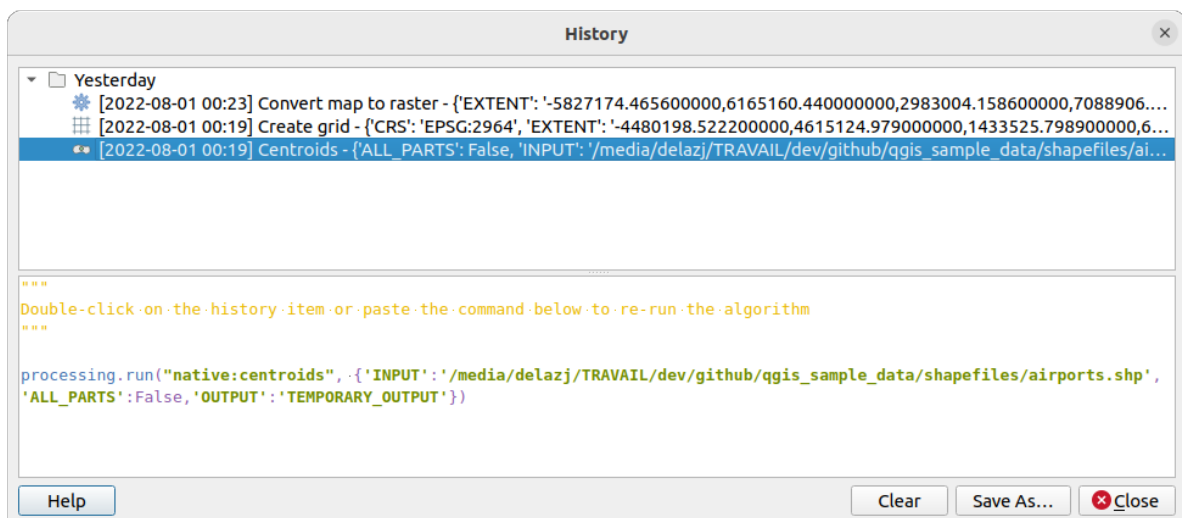 History
Yesterday
[2022-08-01 00:23] Convert map to raster - {'EXTENT': '-5827174.465600000,6165160.440000000,2983004.158600000,7088906....
[2022-08-01 00:19] Create grid - {'CRS': 'EPSG:2964', 'EXTENT': '-4480198.522200000,4615124.979000000,1433525.798900000,6...
[2022-08-01 00:19] Centroids - {'ALL_PARTS': False, 'INPUT': '/media/delazj/TRAVAIL/dev/github/qgis_sample_data/shapefiles/ai...
"""
Double-click·on·the·history·item·or·paste·the·command·below·to·re-run·the·algorithm
"""
processing.run("native:centroids",·{'INPUT':'/media/delazj/TRAVAIL/dev/github/qgis_sample_data/shapefiles/airports.shp',
'ALL_PARTS':False,'OUTPUT':'TEMPORARY_OUTPUT'})
Help
Clear
Save As...
Close